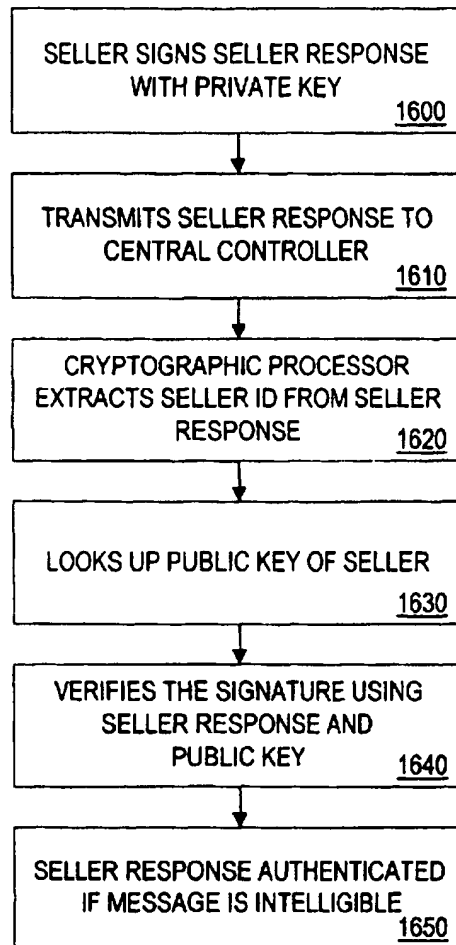 SELLER SIGNS SELLER RESPONSE
WITH PRIVATE KEY
1600
TRANSMITS SELLER RESPONSE TO
CENTRAL CONTROLLER
1610
CRYPTOGRAPHIC PROCESSOR
EXTRACTS SELLER ID FROM SELLER
RESPONSE
1620
LOOKS UP PUBLIC KEY OF SELLER
1630
VERIFIES THE SIGNATURE USING
SELLER RESPONSE AND
PUBLIC KEY
1640
SELLER RESPONSE AUTHENTICATED
IF MESSAGE IS INTELLIGIBLE
1650